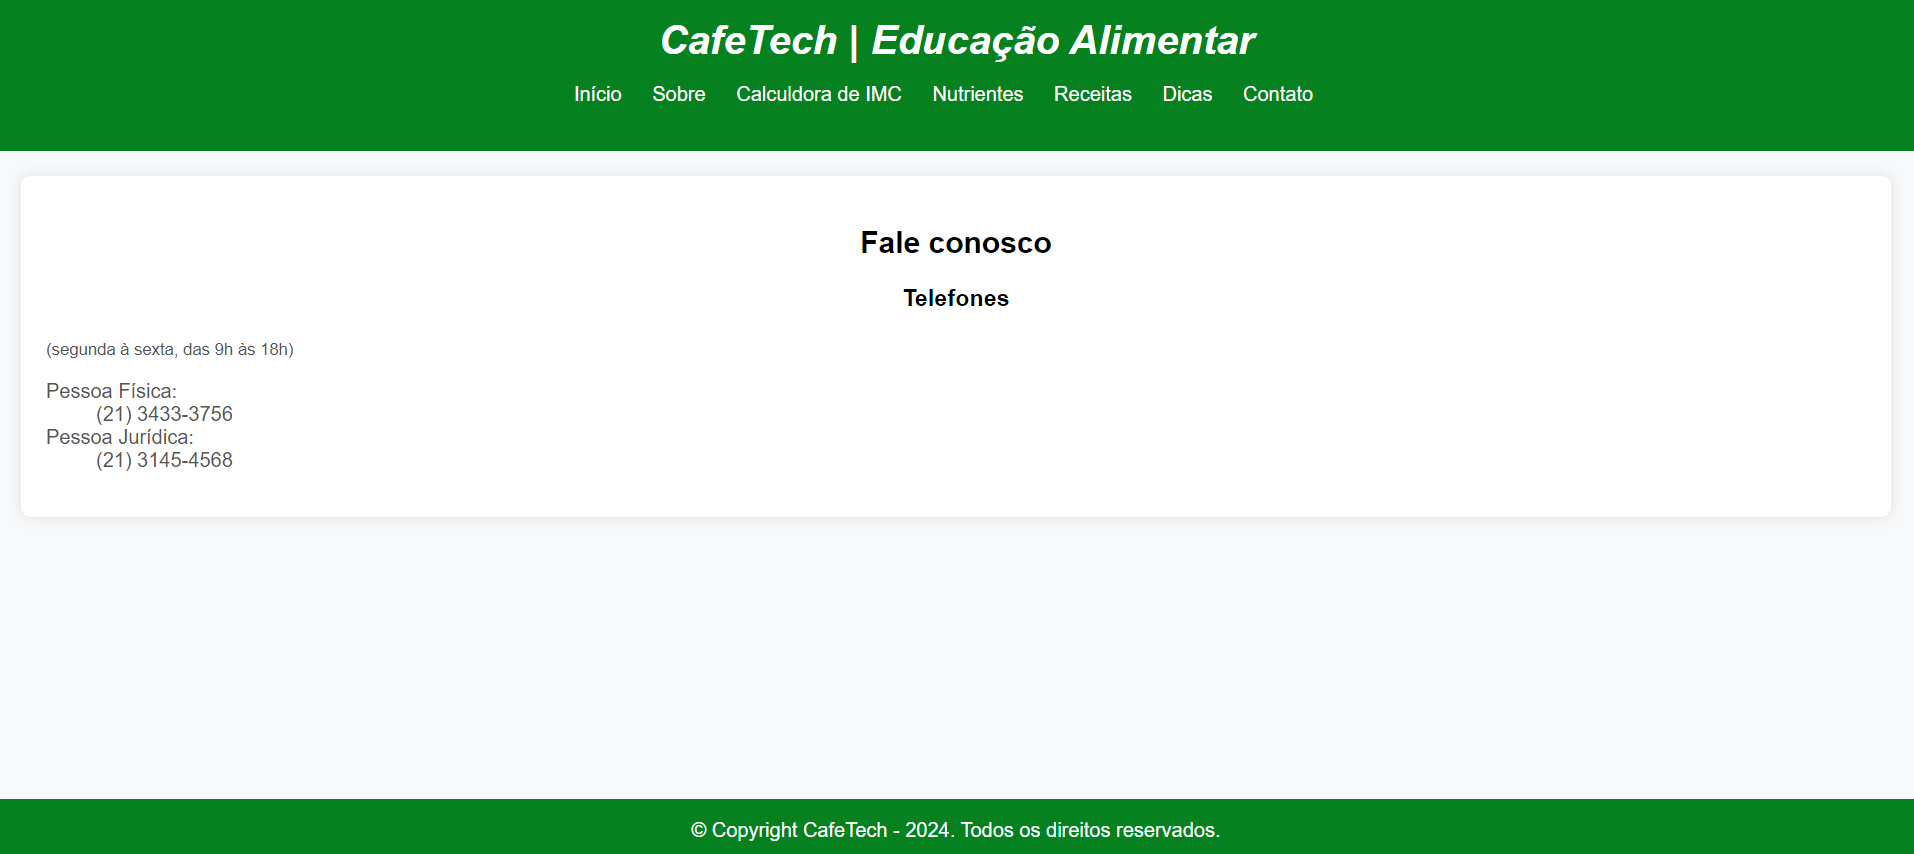 CafeTech | Educação Alimentar
Início Sobre Calculdora de IMC Nutrientes Receitas Dicas Contato
Fale conosco
Telefones
(segunda à sexta, das 9h às 18h)
Pessoa Física:
(21) 3433-3756
Pessoa Jurídica:
(21) 3145-4568
© Copyright CafeTech - 2024. Todos os direitos reservados.